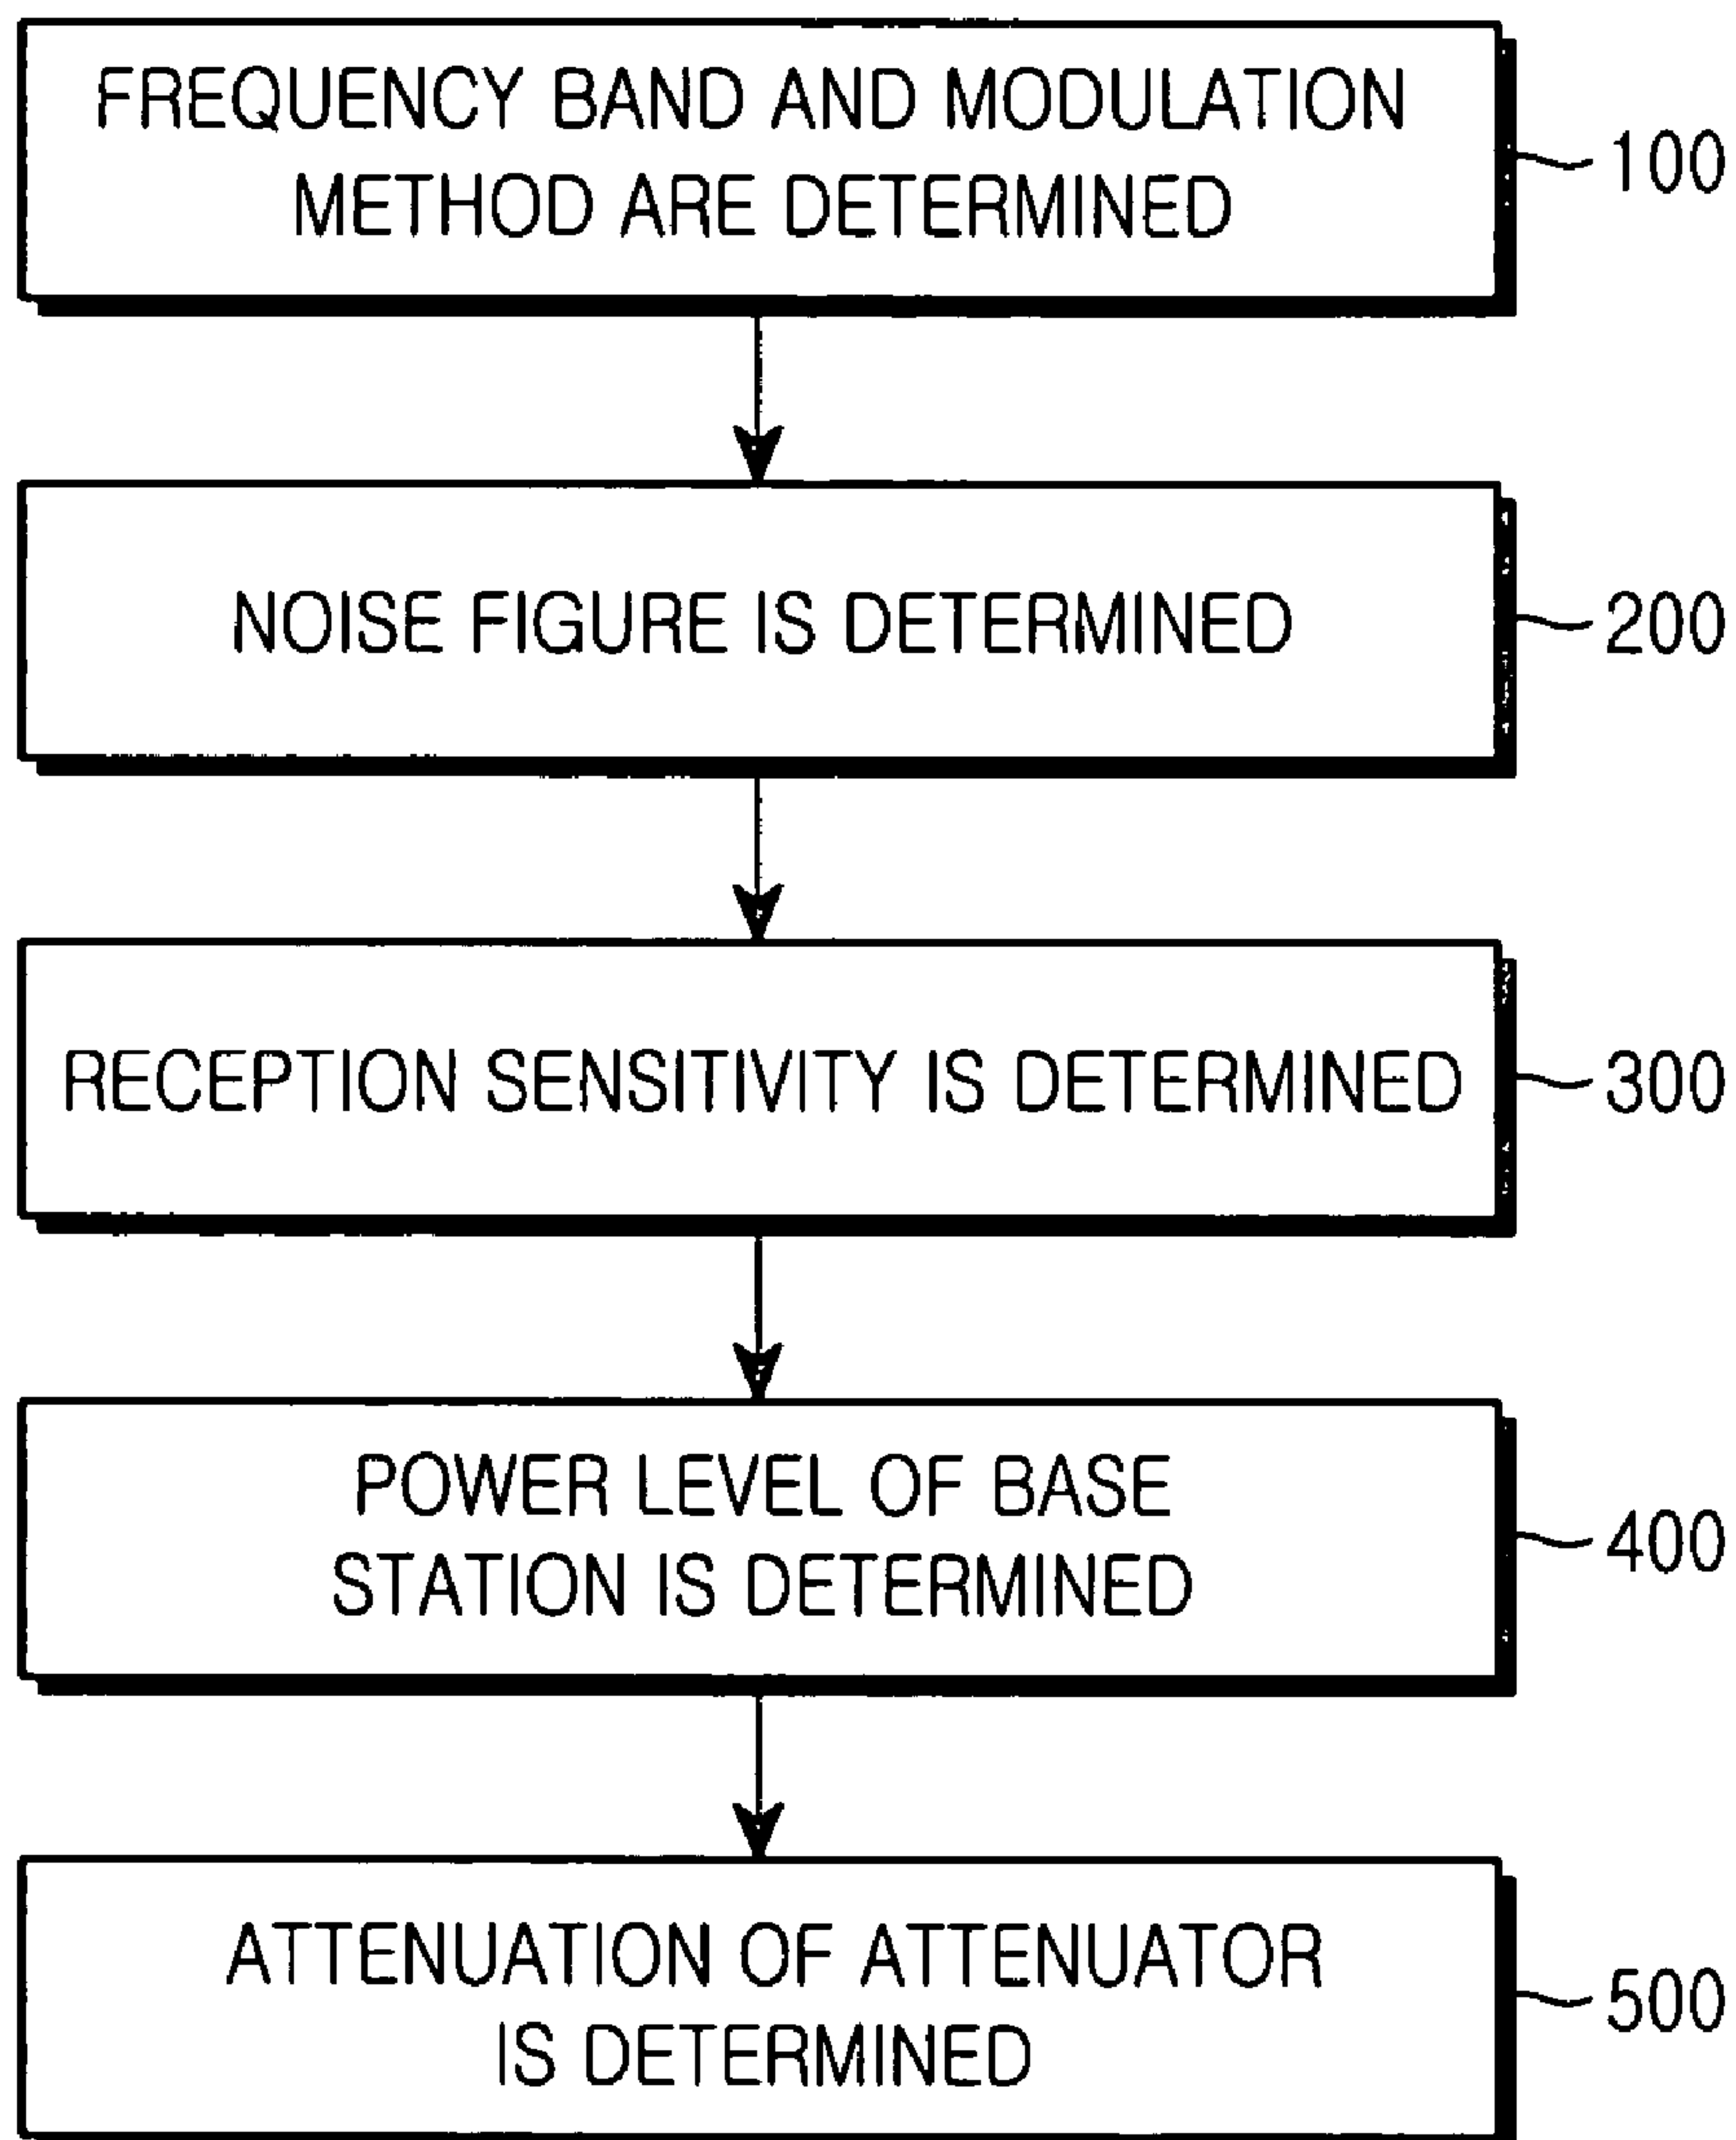 FREQUENCY BAND AND MODULATION
METHOD ARE DETERMINED
100
NOISE FIGURE IS DETERMINED
200
RECEPTION SENSITIVITY IS DETERMINED
300
POWER LEVEL OF BASE
STATION IS DETERMINED
400
ATTENUATION OF ATTENUATOR
IS DETERMINED
500